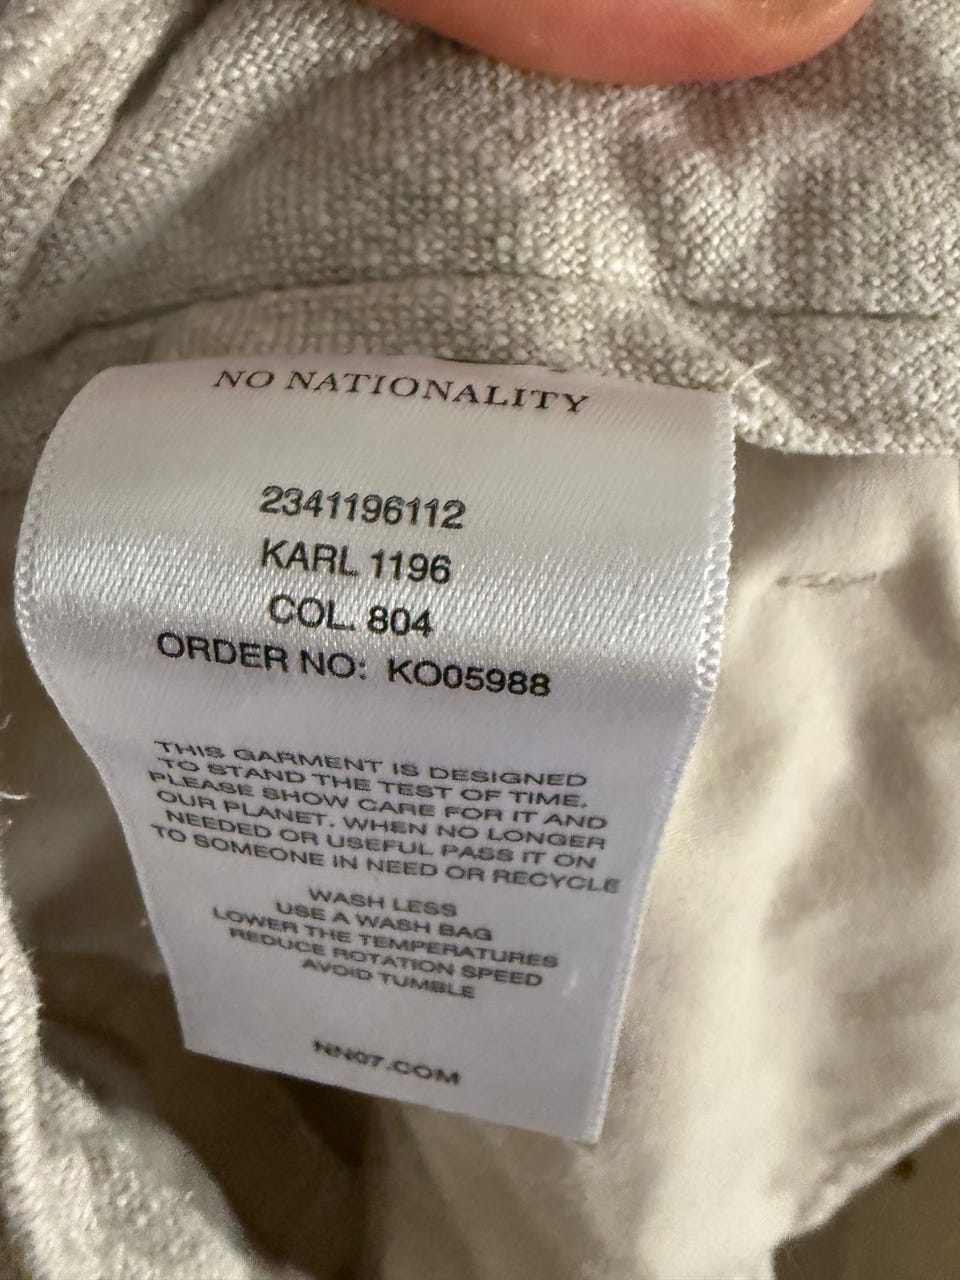 NO NATIONALITY
2341196112
KARL 1196
COL. 804
ORDER NO: KO05988
THIS GARMENT IS DESIGNED
TO STAND THE TEST OF TIME.
PLEASE SHOW CARE FOR IT AND
OUR PLANET. WHEN NO LONGER
NEEDED OR USEFUL PASS IT ON
TO SOMEONE IN NEED OR RECYCLE
WASH LESS
USE A WASH BAG
LOWER THE TEMPERATURES
REDUCE ROTATION SPEED
AVOID TUMBLE
NN07.COM